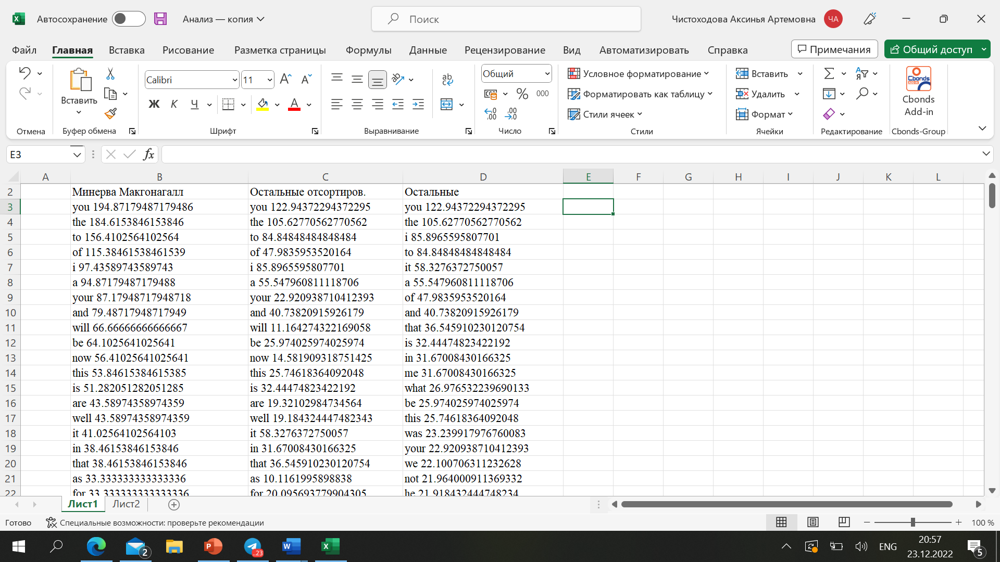 Автосохранение
Анализ — копия
Поиск
Чистоходова Аксинья Артемовна
ЧА
Файл Главная Вставка Рисование Разметка страницы Формулы Данные Рецензирование Вид Автоматизировать Справка
Примечания
Общий доступ
Вставить
Calibri 11
Ж К Ч
Общий
% 000
Условное форматирование
Форматировать как таблицу
Стили ячеек
Вставить
Удалить
Формат
Cbonds
Add-in
Отмена Буфер обмена Шрифт Выравнивание Число Стили Ячейки Редактирование Cbonds-Group
E3
fx
A B C D E F G H I J K L
2 Минерва Макгонагалл Остальные отсортиров. Остальные
3 you 194.87179487179486 you 122.94372294372295 you 122.94372294372295
4 the 184.6153846153846 the 105.62770562770562 the 105.62770562770562
5 to 156.4102564102564 to 84.84848484848484 i 85.8965595807701
6 of 115.38461538461539 of 47.9835953520164 to 84.84848484848484
7 i 97.43589743589743 i 85.8965595807701 it 58.3276372750057
8 a 94.87179487179488 a 55.547960811118706 a 55.547960811118706
9 your 87.17948717948718 your 22.920938710412393 of 47.9835953520164
10 and 79.48717948717949 and 40.73820915926179 and 40.73820915926179
11 will 66.66666666666667 will 11.164274322169058 that 36.545910230120754
12 be 64.1025641025641 be 25.974025974025974 is 32.44474823422192
13 now 56.41025641025641 now 14.581909318751425 in 31.67008430166325
14 this 53.84615384615385 this 25.74618364092048 me 31.67008430166325
15 is 51.282051282051285 is 32.44474823422192 what 26.976532239690133
16 are 43.58974358974359 are 19.32102984734564 be 25.974025974025974
17 well 43.58974358974359 well 19.184324447482343 this 25.74618364092048
18 it 41.02564102564103 it 58.3276372750057 was 23.239917976760083
19 in 38.46153846153846 in 31.67008430166325 your 22.920938710412393
20 that 38.46153846153846 that 36.545910230120754 we 22.100706311232628
21 as 33.333333333333336 as 10.1161995898838 not 21.964000911369332
22 for 33.333333333333336 for 20.095693779904305 he 21.918432444748234
Лист1 Лист2
Готово
Специальные возможности: проверьте рекомендации
100 %
2
..23
ENG
20:57
23.12.2022
5